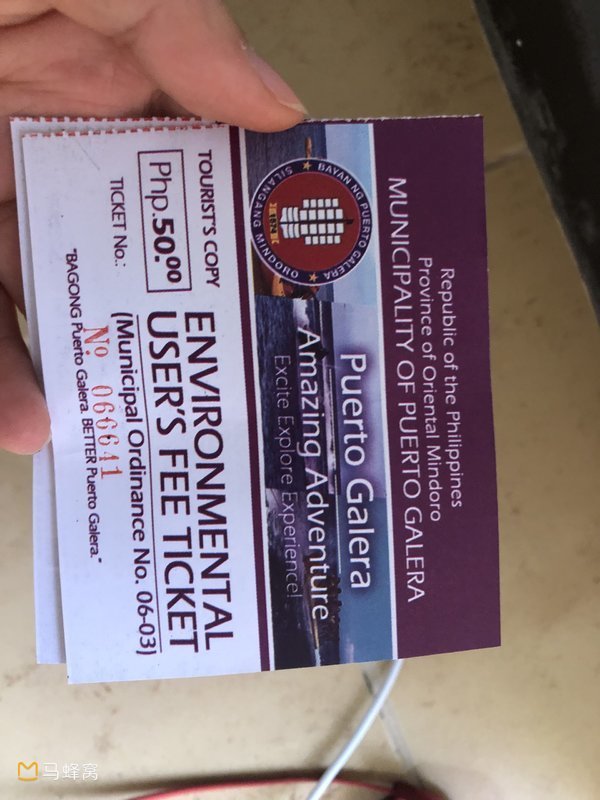 Republic of the Philippines
Province of Oriental Mindoro
MUNICIPALITY OF PUERTO GALERA
BAYAN NG PUERTO GALERA
SILANGANG MINDORO
Puerto Galera
Amazing Adventure
Excite Explore Experience!
TOURIST'S COPY
Php.50.00
ENVIRONMENTAL
USER'S FEE TICKET
(Municipal Ordinance No. 06-03)
TICKET No.:
No 066641
"BAGONG Puerto Galera. BETTER Puerto Galera."
马蜂窝